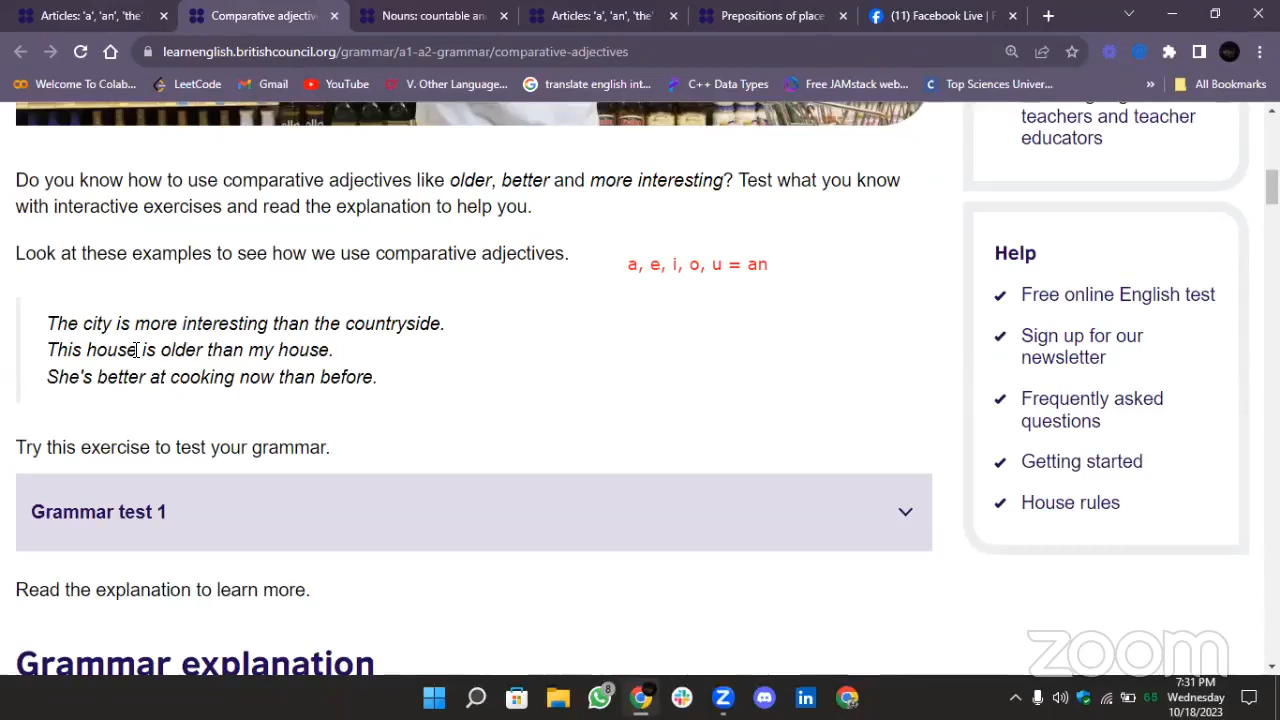 Articles: 'a', 'an', 'the'
Comparative adjectiv
Nouns: countable an
Articles: 'a', 'an', 'the'
Prepositions of place
(11) Facebook Live | F
learnenglish.britishcouncil.org/grammar/a1-a2-grammar/comparative-adjectives
Welcome To Colab...
LeetCode
Gmail
YouTube
V. Other Language...
translate english int...
C++ Data Types
Free JAMstack web...
Top Sciences Univer...
»
All Bookmarks
teachers and teacher
educators
Do you know how to use comparative adjectives like older, better and more interesting? Test what you know
with interactive exercises and read the explanation to help you.
Look at these examples to see how we use comparative adjectives.
a, e, i, o, u = an
The city is more interesting than the countryside.
This house is older than my house.
She's better at cooking now than before.
Try this exercise to test your grammar.
Grammar test 1
Read the explanation to learn more.
Grammar explanation
Help
Free online English test
Sign up for our
newsletter
Frequently asked
questions
Getting started
House rules
zoom
8
65
7:31 PM
Wednesday
10/18/2023